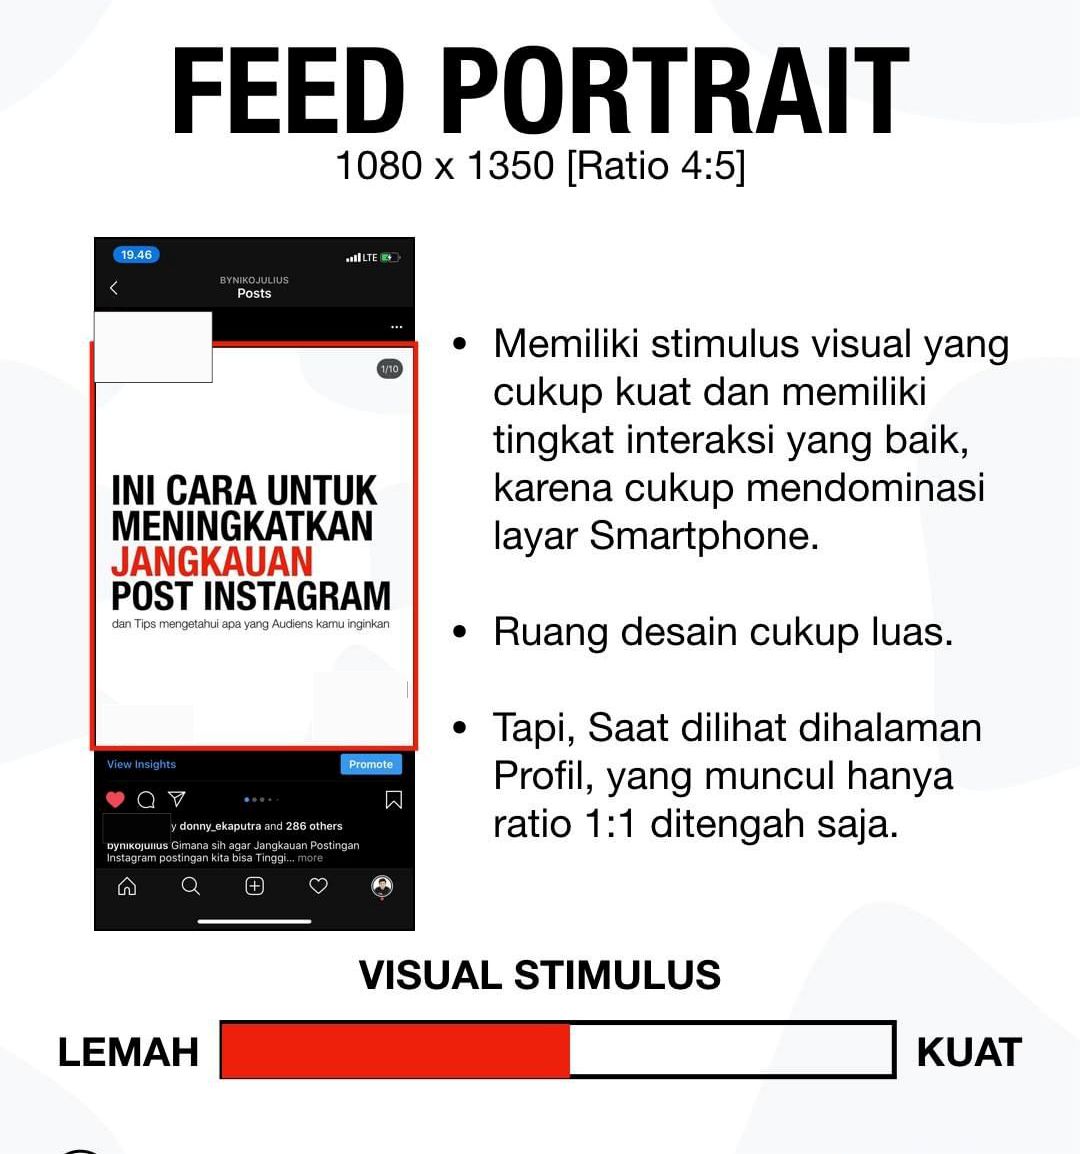 FEED PORTRAIT
1080 x 1350 [Ratio 4:5]
19.46
LTE
BYNIKOJULIUS
Posts
1/10
INI CARA UNTUK
MENINGKATKAN
JANGKAUAN
POST INSTAGRAM
dan Tips mengetahui apa yang Audiens kamu inginkan
View Insights
Promote
y donny_ekaputra and 286 others
bynikojulius Gimana sih agar Jangkauan Postingan
Instagram postingan kita bisa Tinggi... more
• Memiliki stimulus visual yang
cukup kuat dan memiliki
tingkat interaksi yang baik,
karena cukup mendominasi
layar Smartphone.
• Ruang desain cukup luas.
• Tapi, Saat dilihat dihalaman
Profil, yang muncul hanya
ratio 1:1 ditengah saja.
VISUAL STIMULUS
LEMAH
KUAT